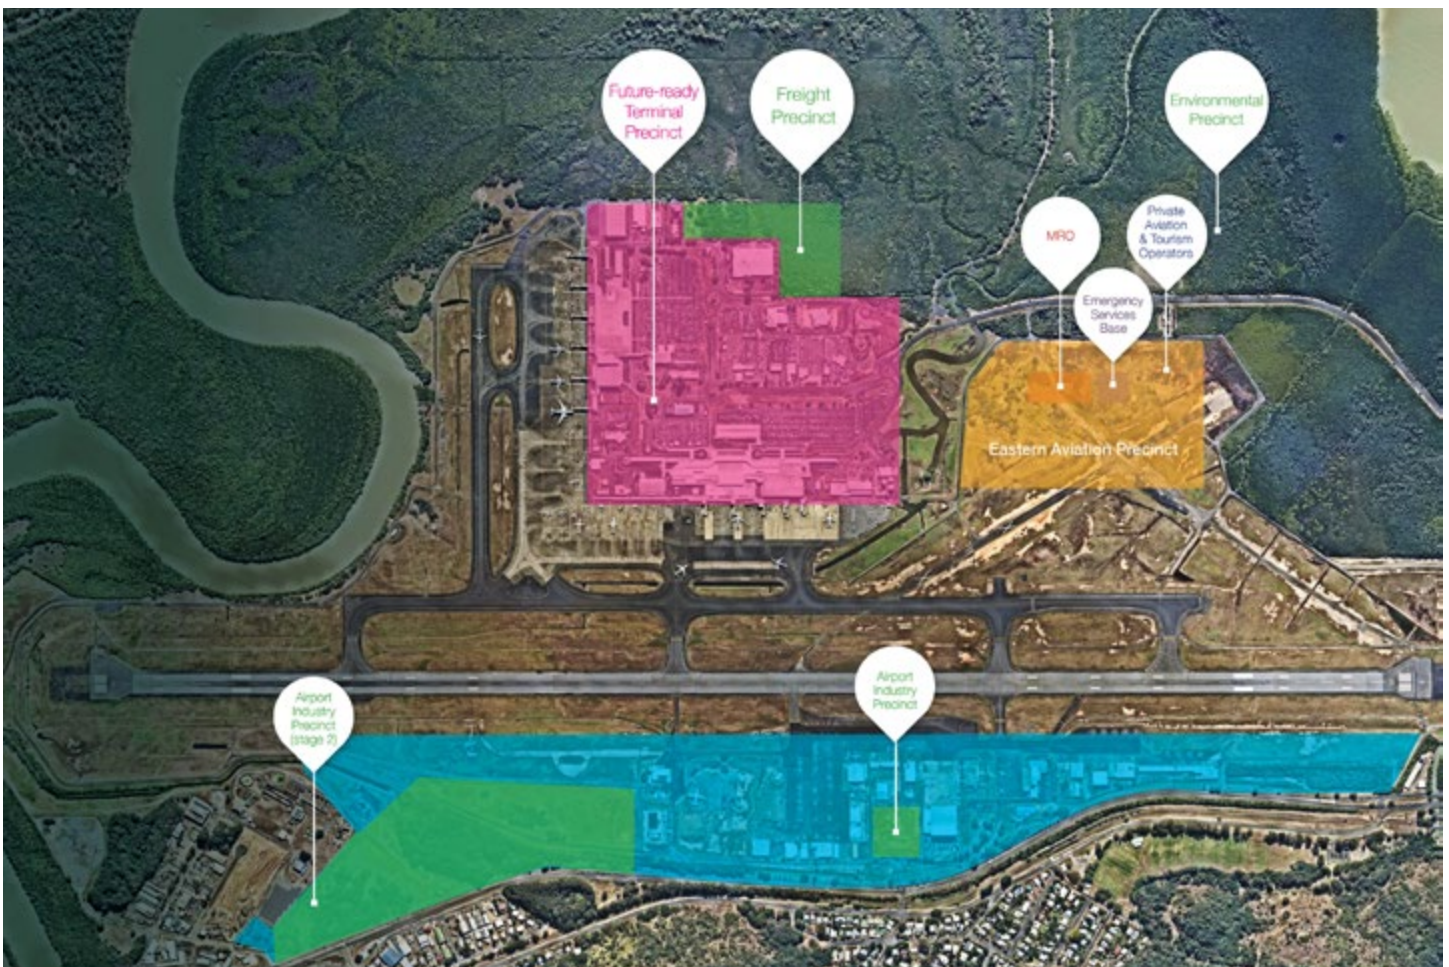 Future-ready
Terminal
Precinct
Freight
Precinct
Environmental
Precinct
MRO
Private
Aviation
& Tourism
Operators
Emergency
Services
Base
Eastern Aviation Precinct
Airport
Industry
Precinct
(stage 2)
Airport
Industry
Precinct